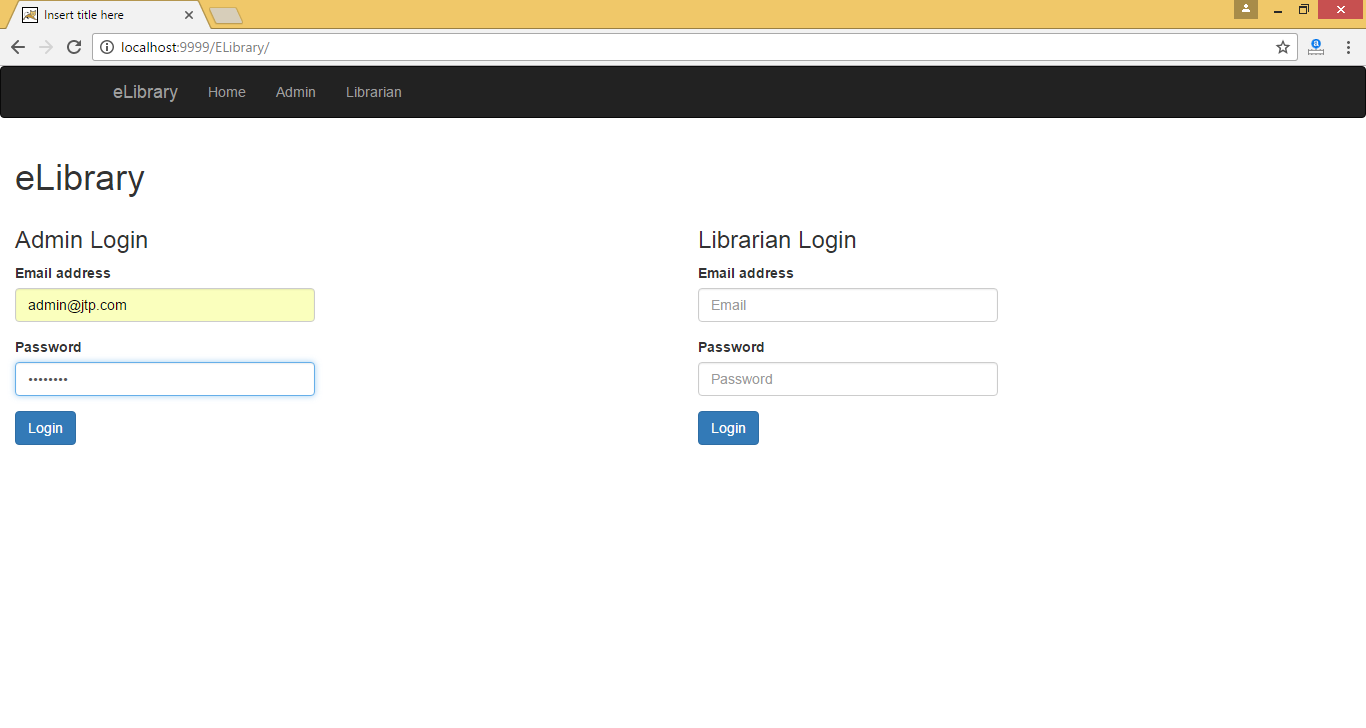 Insert title here
localhost:9999/ELibrary/
eLibrary Home Admin Librarian
eLibrary
Admin Login
Email address
admin@jtp.com
Password
••••••••
Login
Librarian Login
Email address
Email
Password
Password
Login